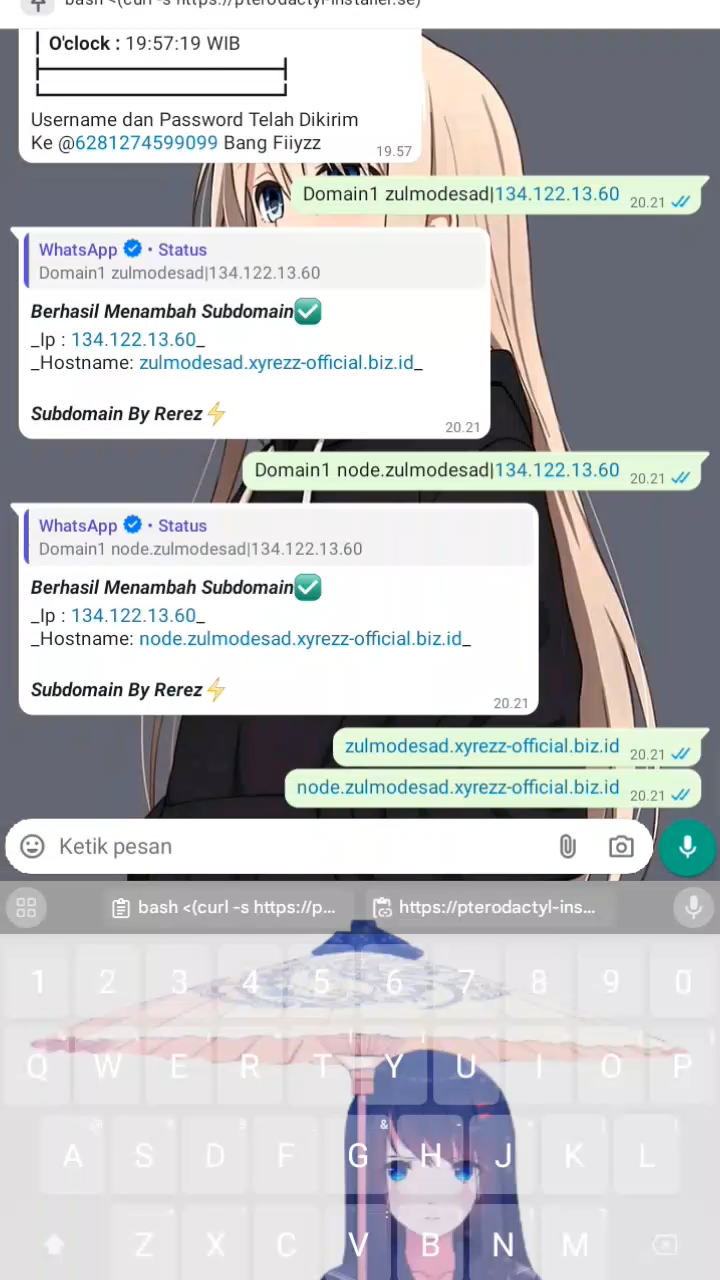 bash <(curl -s https://pterodactyl-installer.se)
O'clock : 19:57:19 WIB
Username dan Password Telah Dikirim
Ke @6281274599099 Bang Fiiyzz
19.57
Domain1 zulmodesad|134.122.13.60
20.21
WhatsApp • Status
Domain1 zulmodesad|134.122.13.60
Berhasil Menambah Subdomain✅
_Ip : 134.122.13.60_
_Hostname: zulmodesad.xyrezz-official.biz.id_
Subdomain By Rerez⚡
20.21
Domain1 node.zulmodesad|134.122.13.60
20.21
WhatsApp • Status
Domain1 node.zulmodesad|134.122.13.60
Berhasil Menambah Subdomain✅
_Ip : 134.122.13.60_
_Hostname: node.zulmodesad.xyrezz-official.biz.id_
Subdomain By Rerez⚡
20.21
zulmodesad.xyrezz-official.biz.id
20.21
node.zulmodesad.xyrezz-official.biz.id
20.21
Ketik pesan
bash <(curl -s https://p...
https://pterodactyl-ins...
1 2 3 4 5 6 7 8 9 0
Q W E R T Y U I O P
A S D F G H J K L
Z X C V B N M